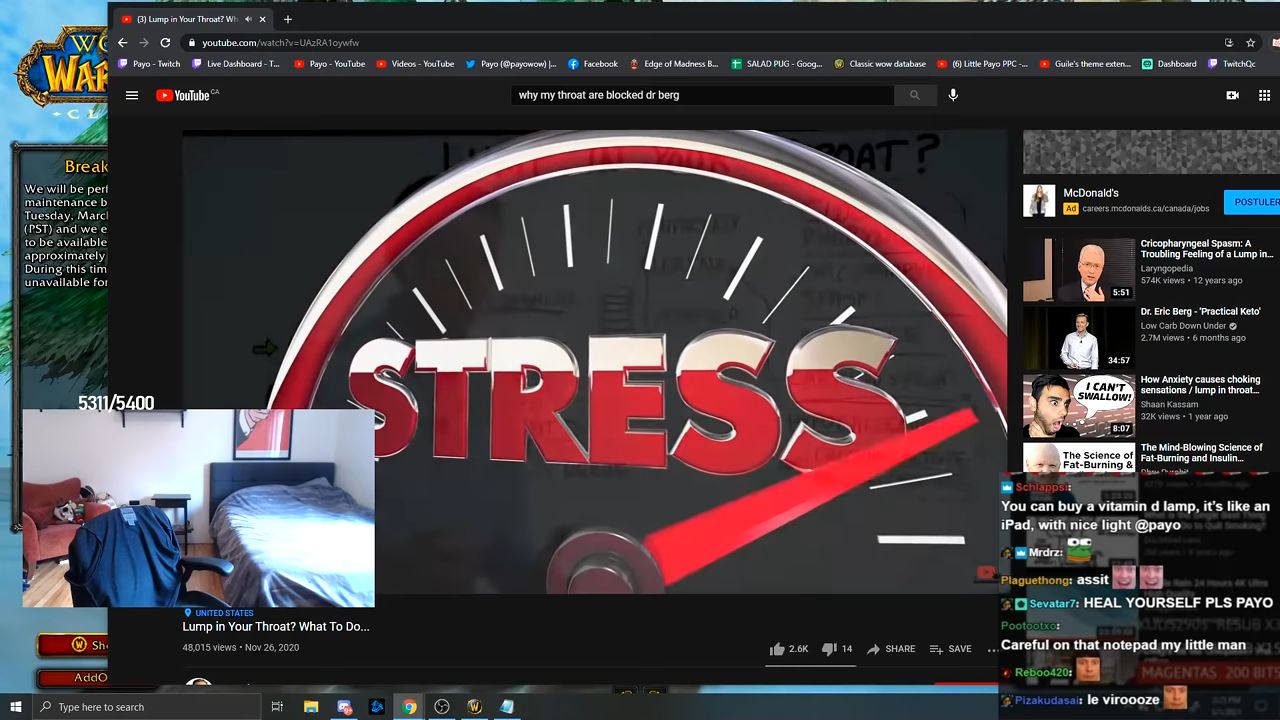 (3) Lump in Your Throat? Wh
youtube.com/watch?v=UAzRA1oywfw
Payo - Twitch
Live Dashboard - T...
Payo - YouTube
Videos - YouTube
Payo (@payowow) |...
Facebook
Edge of Madness B...
SALAD PUG - Goog...
Classic wow database
(6) Little Payo PPC -...
Guile's theme exten...
Dashboard
TwitchQc
YouTube CA
why my throat are blocked dr berg
Break
We will be perf
maintenance b
Tuesday, March
(PST) and we e
to be available
approximately
During this tim
unavailable for
STRESS
5311/5400
UNITED STATES
Lump in Your Throat? What To Do...
48,015 views • Nov 26, 2020
2.6K
14
SHARE
SAVE
McDonald's
Ad careers.mcdonalds.ca/canada/jobs
POSTULER
Cricopharyngeal Spasm: A
Troubling Feeling of a Lump in...
Laryngopedia
574K views • 12 years ago
5:51
Dr. Eric Berg - 'Practical Keto'
Low Carb Down Under
2.7M views • 6 months ago
34:57
I CAN'T
SWALLOW!
8:07
How Anxiety causes choking
sensations / lump in throat...
Shaan Kassam
32K views • 1 year ago
The Science of
Fat-Burning &
The Mind-Blowing Science of
Fat-Burning and Insulin...
Schlappsi:
You can buy a vitamin d lamp, it's like an
iPad, with nice light @payo
Mrdrz:
Plaguethong: assit
Sevatar7: HEAL YOURSELF PLS PAYO
Pootootxo:
Careful on that notepad my little man
Reboo420:
Pizakudasai: le viroooze
MAGENTAS 200 BITS
Sh
AddO
Type here to search